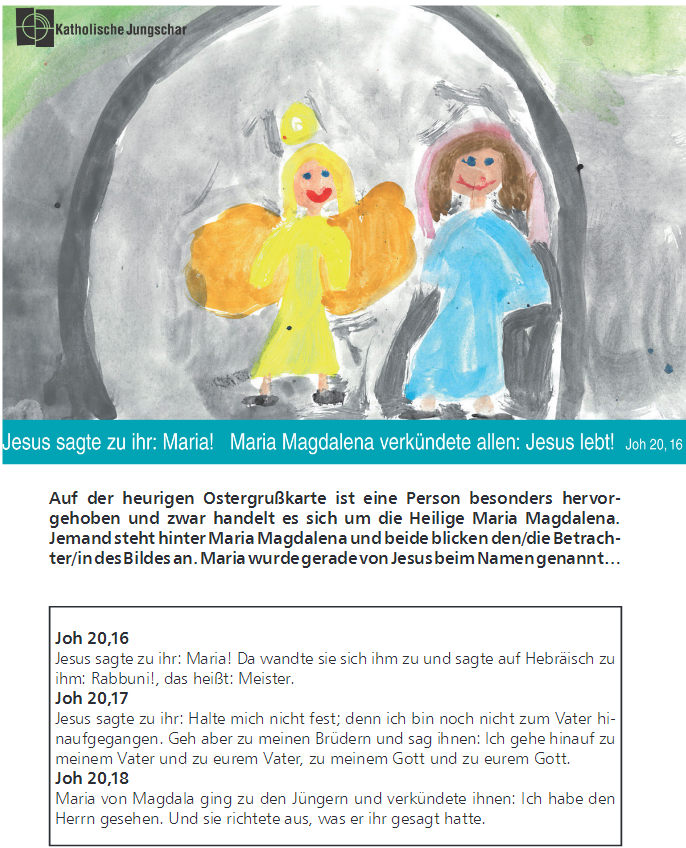 Katholische Jungschar
Jesus sagte zu ihr: Maria! Maria Magdalena verkündete allen: Jesus lebt! Joh 20, 16
Auf der heurigen Ostergrußkarte ist eine Person besonders hervor-
gehoben und zwar handelt es sich um die Heilige Maria Magdalena.
Jemand steht hinter Maria Magdalena und beide blicken den/die Betrach-
ter/in des Bildes an. Maria wurde gerade von Jesus beim Namen genannt…
Joh 20,16
Jesus sagte zu ihr: Maria! Da wandte sie sich ihm zu und sagte auf Hebräisch zu
ihm: Rabbuni!, das heißt: Meister.
Joh 20,17
Jesus sagte zu ihr: Halte mich nicht fest; denn ich bin noch nicht zum Vater hi-
naufgegangen. Geh aber zu meinen Brüdern und sag ihnen: Ich gehe hinauf zu
meinem Vater und zu eurem Vater, zu meinem Gott und zu eurem Gott.
Joh 20,18
Maria von Magdala ging zu den Jüngern und verkündete ihnen: Ich habe den
Herrn gesehen. Und sie richtete aus, was er ihr gesagt hatte.